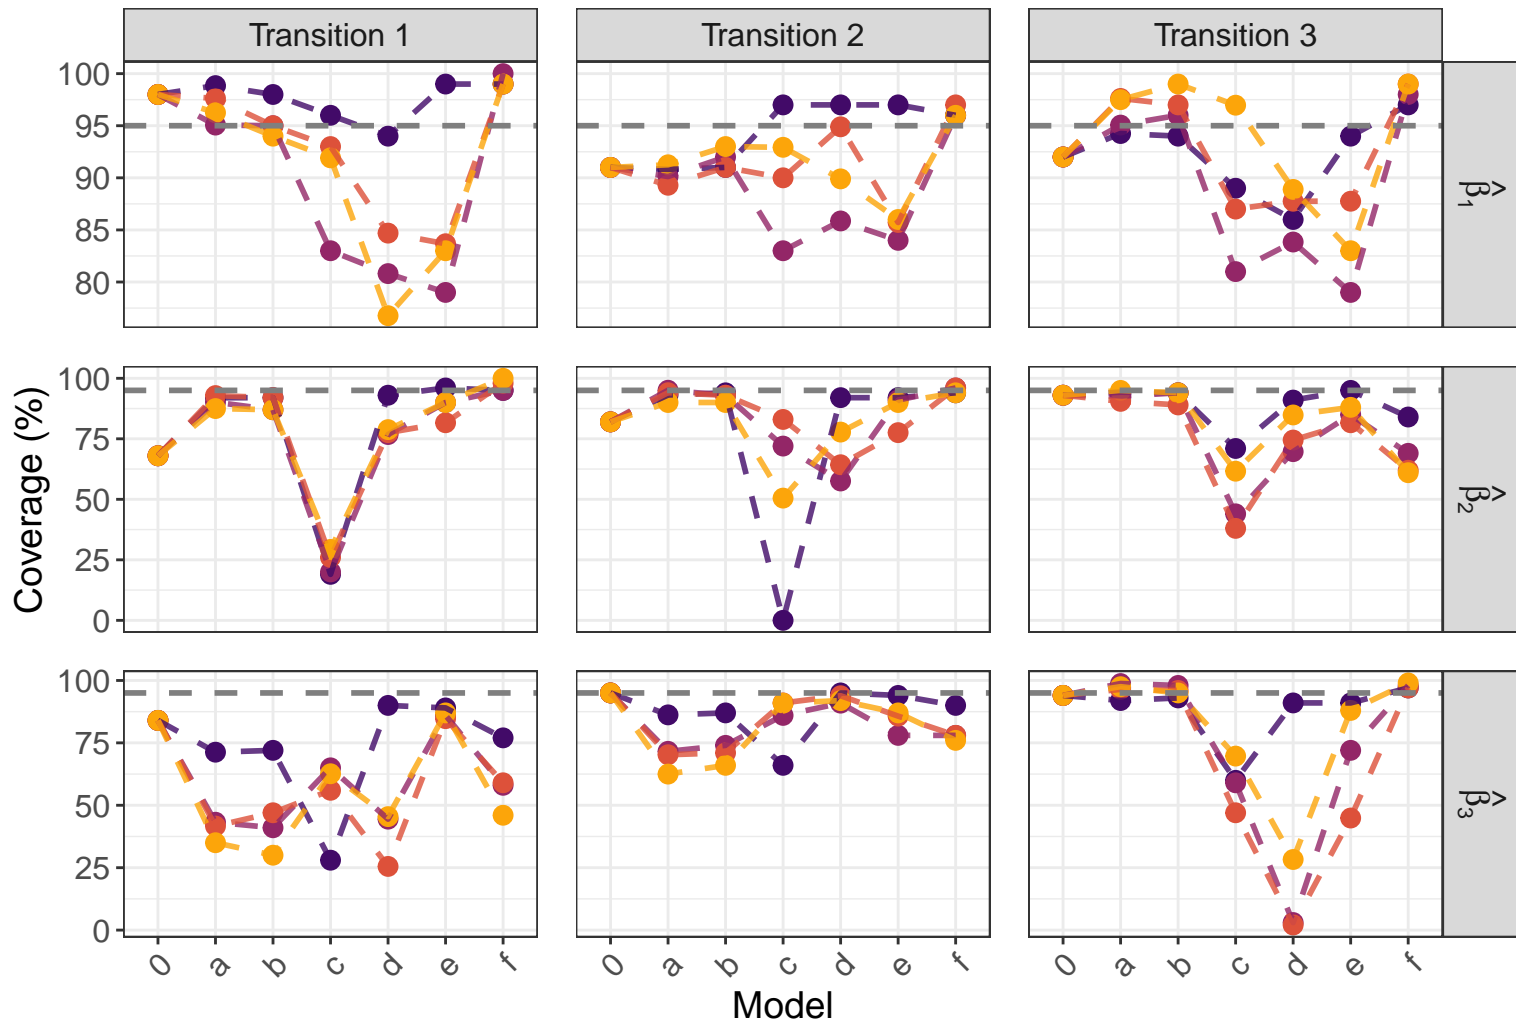 Transition 1 Transition 2 Transition 3
100
95
90
85
80
β̂1
100
75
50
25
0
β̂2
100
75
50
25
0
β̂3
Coverage (%)
0 a b c d e f 0 a b c d e f 0 a b c d e f
Model